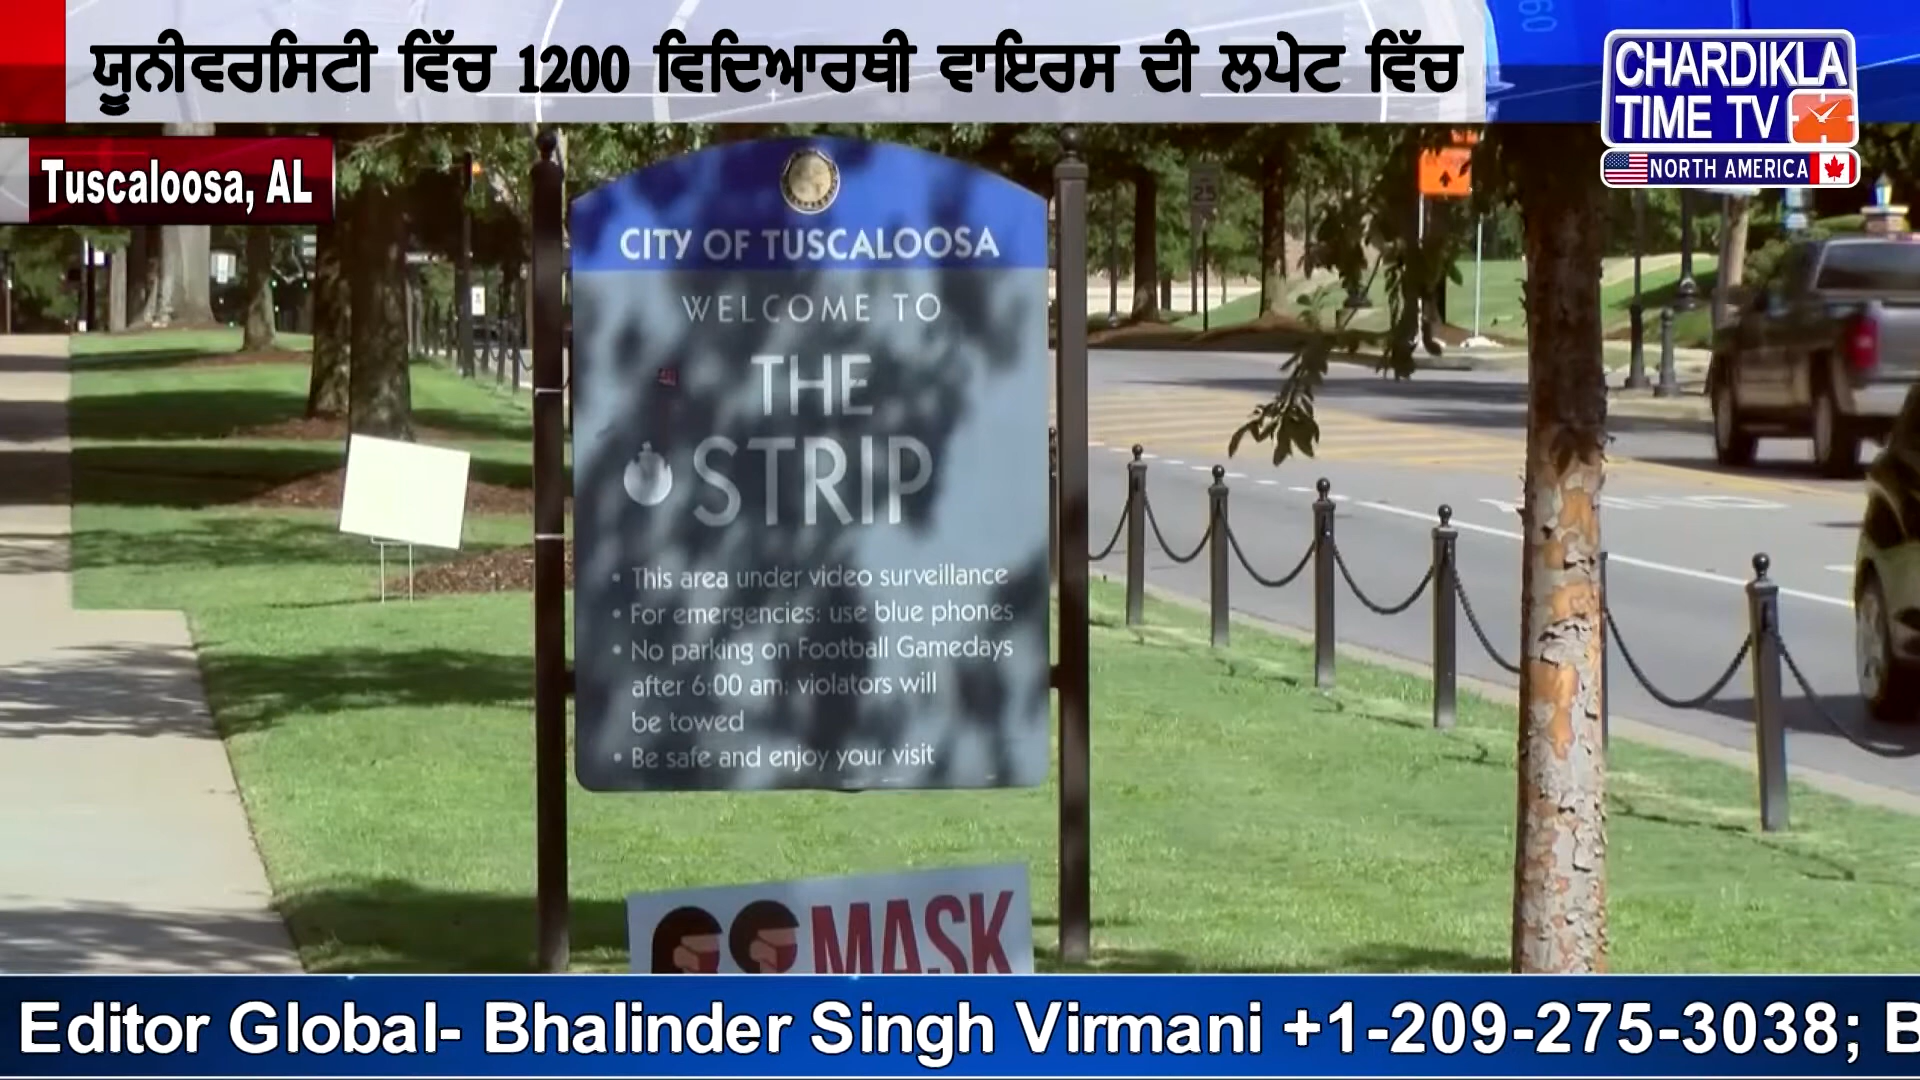 ਯੂਨੀਵਰਸਿਟੀ ਵਿੱਚ 1200 ਵਿਦਿਆਰਥੀ ਵਾਇਰਸ ਦੀ ਲਪੇਟ ਵਿੱਚ
CHARDIKLA
TIME TV
NORTH AMERICA
Tuscaloosa, AL
CITY OF TUSCALOOSA
WELCOME TO
THE
STRIP
• This area under video surveillance
• For emergencies: use blue phones
• No parking on Football Gamedays
after 6:00 am: violators will
be towed
• Be safe and enjoy your visit
MASK
Editor Global- Bhalinder Singh Virmani +1-209-275-3038; B